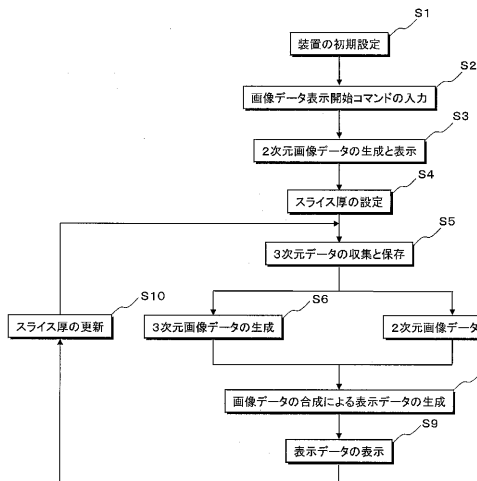 S1
装置の初期設定
S2
画像データ表示開始コマンドの入力
S3
2次元画像データの生成と表示
S4
スライス厚の設定
S5
3次元データの収集と保存
S10
スライス厚の更新
S6
3次元画像データの生成
2次元画像データ
画像データの合成による表示データの生成
S9
表示データの表示